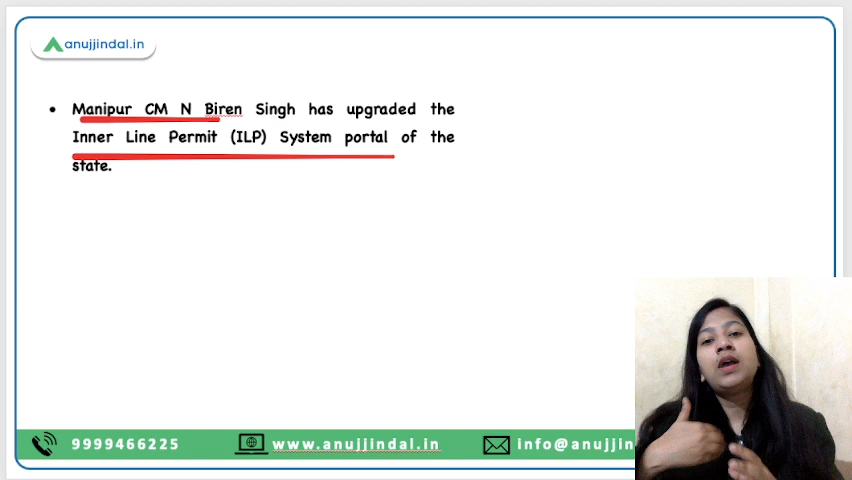 anujjindal.in
• Manipur CM N Biren Singh has upgraded the
Inner Line Permit (ILP) System portal of the
state.
9999466225 www.anujjindal.in info@anujjin